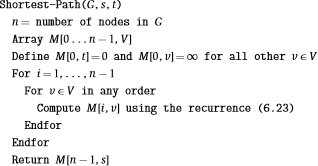 Shortest-Path(G, s, t)
n = number of nodes in G
Array M[0 . . . n − 1, V]
Define M[0, t] = 0 and M[0, v] = ∞ for all other v ∈ V
For i = 1, . . . , n − 1
For v ∈ V in any order
Compute M[i, v] using the recurrence (6.23)
Endfor
Endfor
Return M[n − 1, s]